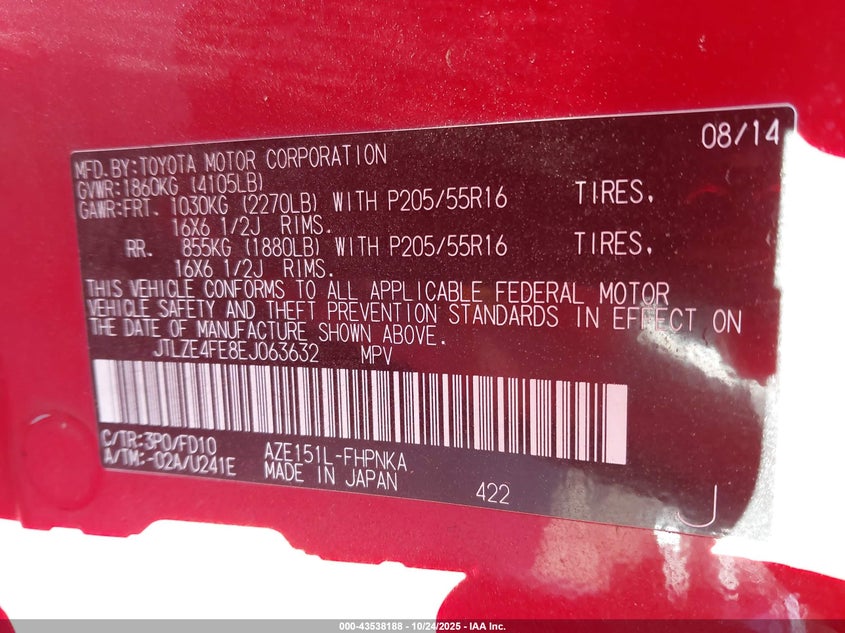 08/14
MFD.BY:TOYOTA MOTOR CORPORATION
GVWR:1860KG (4105LB)
GAWR:FRT. 1030KG (2270LB) WITH P205/55R16 TIRES,
16X6 1/2J RIMS.
RR. 855KG (1880LB) WITH P205/55R16 TIRES,
16X6 1/2J RIMS.
THIS VEHICLE CONFORMS TO ALL APPLICABLE FEDERAL MOTOR
VEHICLE SAFETY AND THEFT PREVENTION STANDARDS IN EFFECT ON
THE DATE OF MANUFACTURE SHOWN ABOVE.
JTLZE4FE8EJ063632 MPV
C/TR:3P0/FD10 AZE151L-FHPNKA
A/TM:-02A/U241E MADE IN JAPAN 422 J
000-43538188 - 10/24/2025 - IAA Inc.